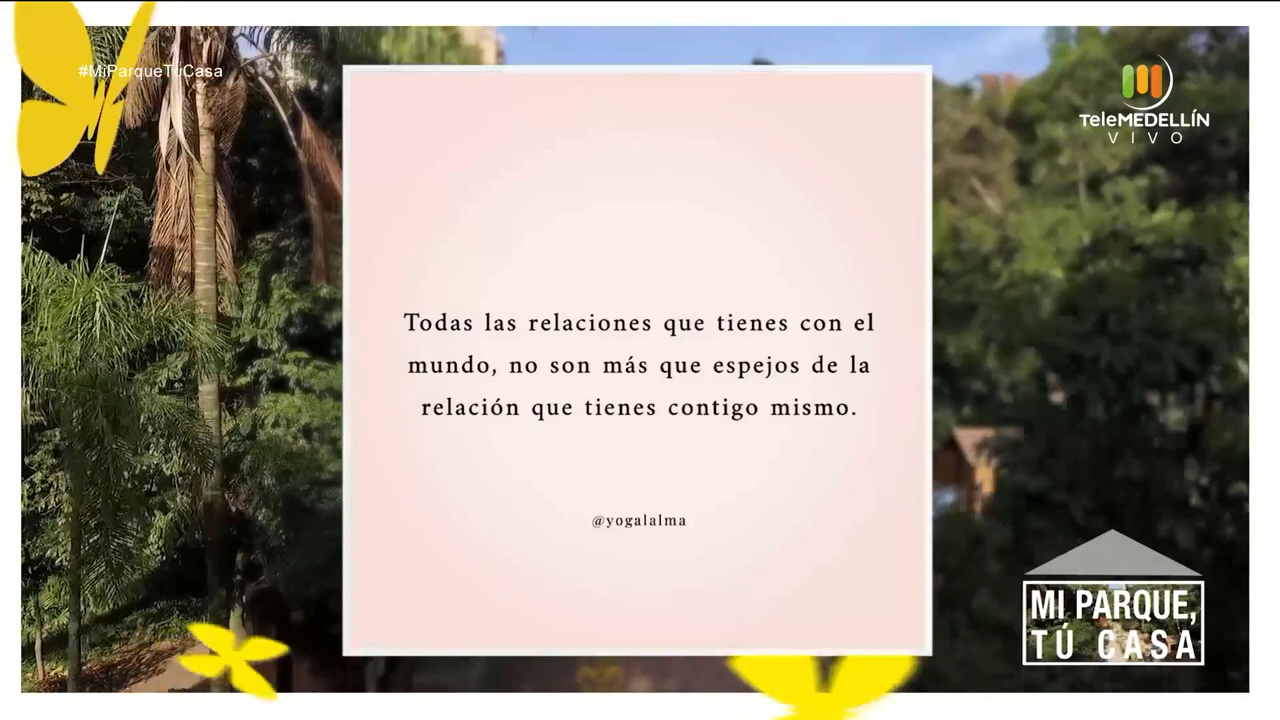 #MiParqueTuCasa
TeleMEDELLÍN
VIVO
Todas las relaciones que tienes con el
mundo, no son más que espejos de la
relación que tienes contigo mismo.
@yogalalma
MI PARQUE,
TÚ CASA